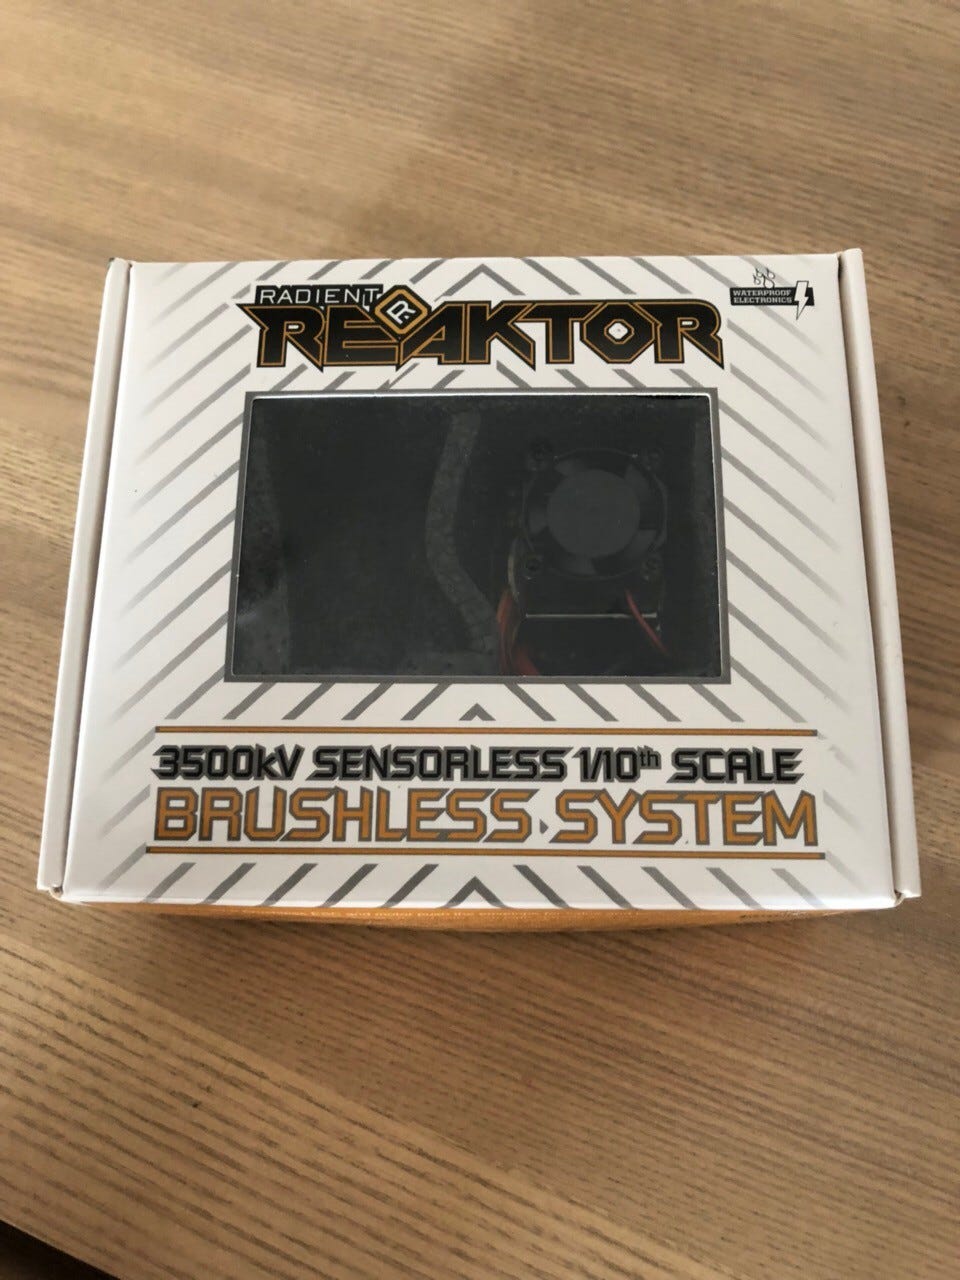 RADIENT
REAKTOR
WATERPROOF
ELECTRONICS
3500kV SENSORLESS 1/10th SCALE
BRUSHLESS SYSTEM